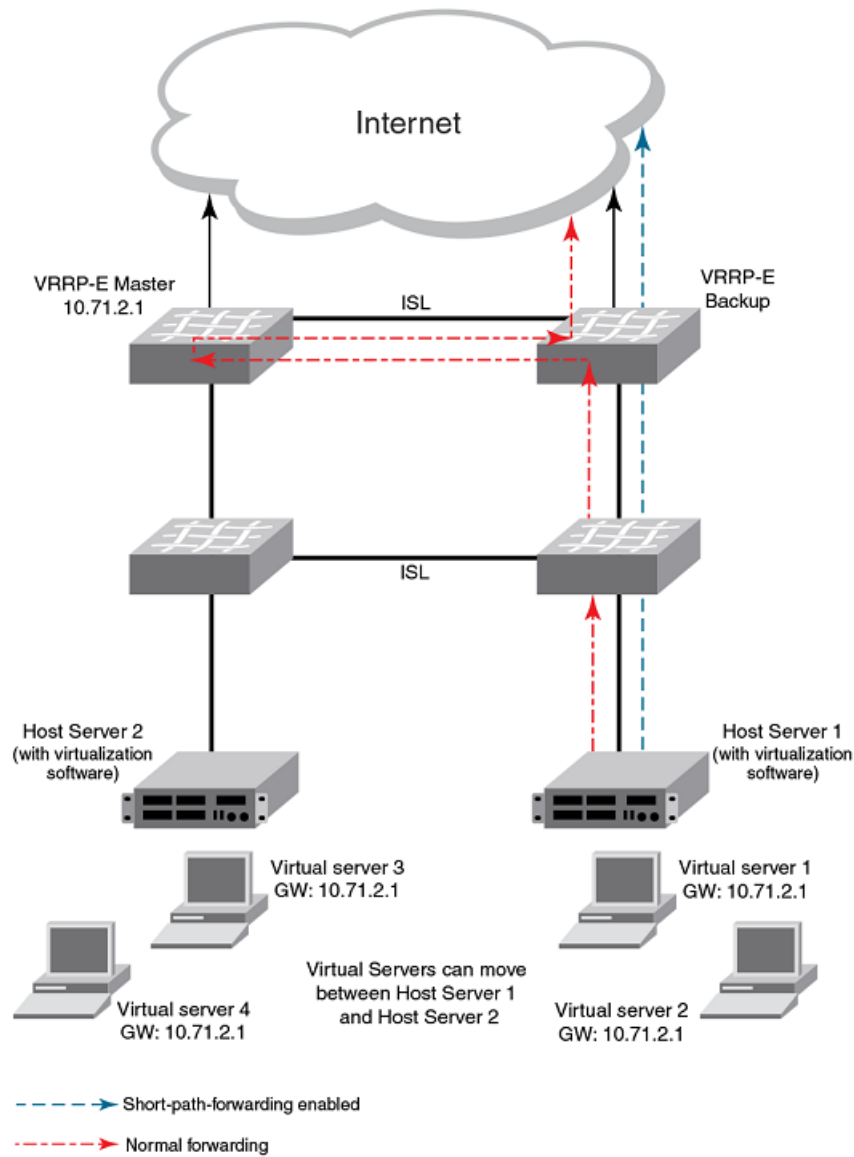 Internet
VRRP-E Master
10.71.2.1
ISL
VRRP-E
Backup
ISL
Host Server 2
(with virtualization
software)
Host Server 1
(with virtualization
software)
Virtual server 3
GW: 10.71.2.1
Virtual server 1
GW: 10.71.2.1
Virtual server 4
GW: 10.71.2.1
Virtual Servers can move
between Host Server 1
and Host Server 2
Virtual server 2
GW: 10.71.2.1
Short-path-forwarding enabled
Normal forwarding